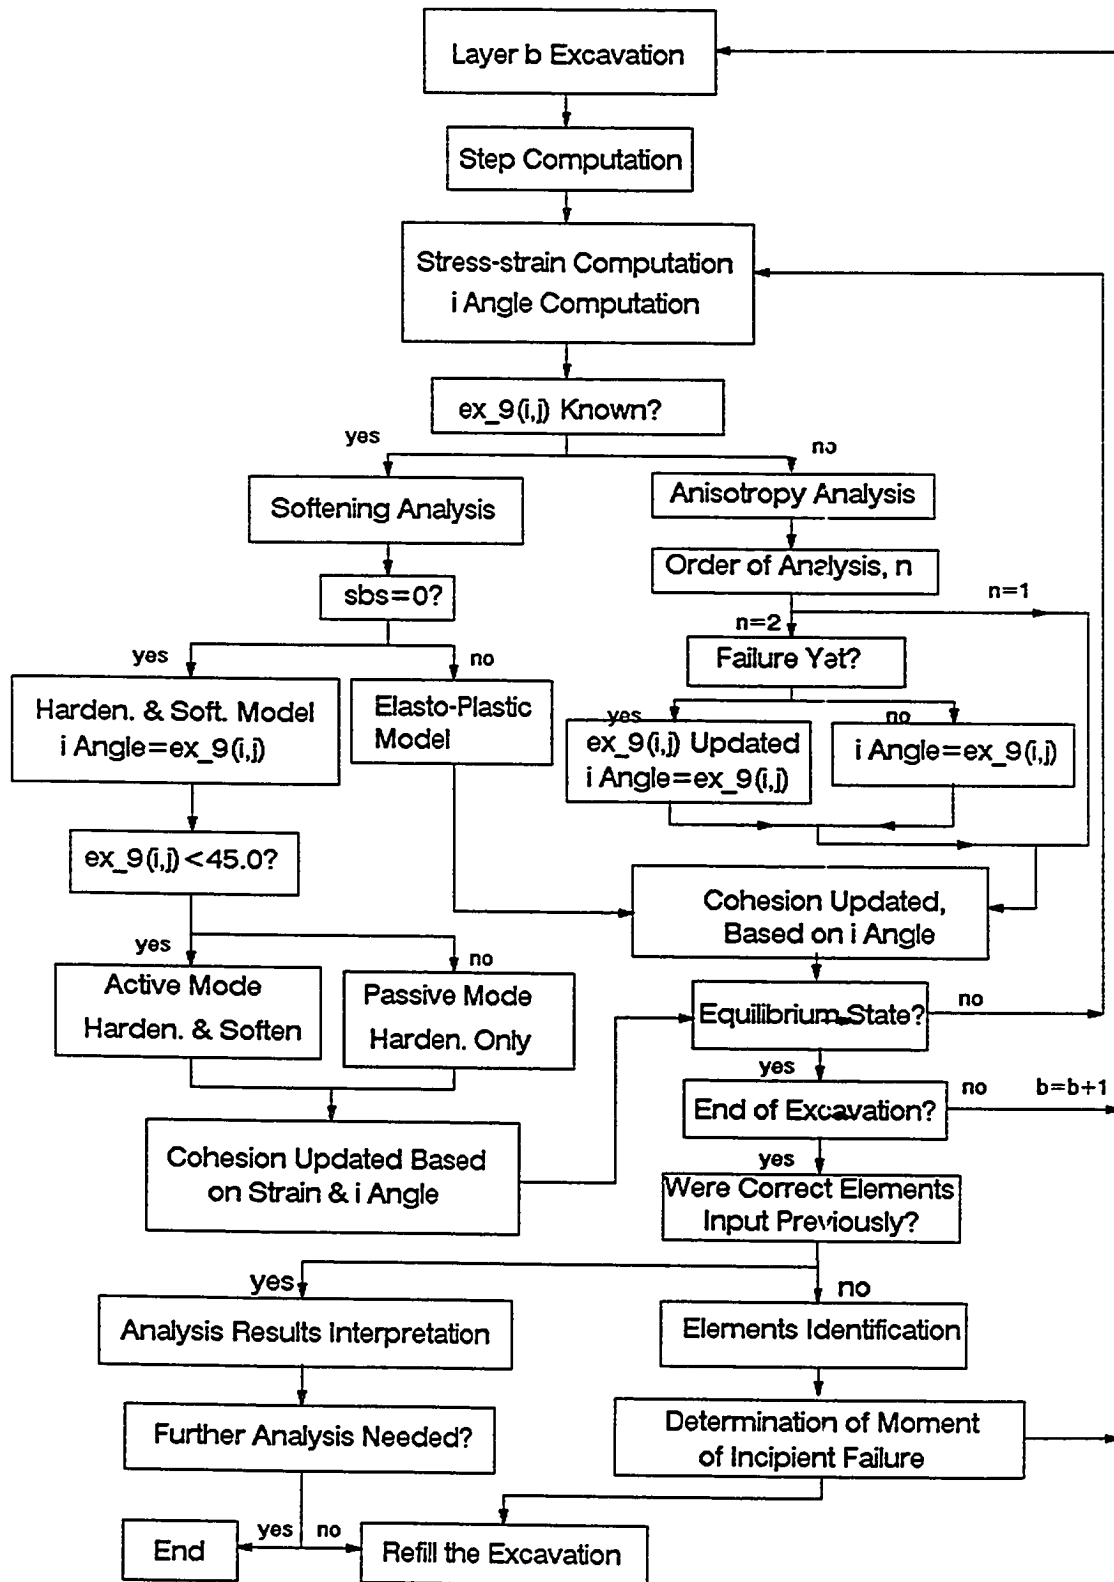 Layer b Excavation
Step Computation
Stress-strain Computation
i Angle Computation
ex_9(i,j) Known?
yes
no
Softening Analysis
Anisotropy Analysis
sbs=0?
Order of Analysis, n
n=1
n=2
yes
no
Failure Yet?
Harden. & Soft. Model
i Angle=ex_9(i,j)
Elasto-Plastic
Model
yes
no
ex_9(i,j) Updated
i Angle=ex_9(i,j)
i Angle=ex_9(i,j)
ex_9(i,j) <45.0?
Cohesion Updated,
Based on i Angle
yes
no
Active Mode
Harden. & Soften
Passive Mode
Harden. Only
Equilibrium State?
no
yes
End of Excavation?
no
b=b+1
yes
Cohesion Updated Based
on Strain & i Angle
Were Correct Elements
Input Previously?
yes
no
Analysis Results Interpretation
Elements Identification
Further Analysis Needed?
Determination of Moment
of Incipient Failure
yes
no
End
Refill the Excavation